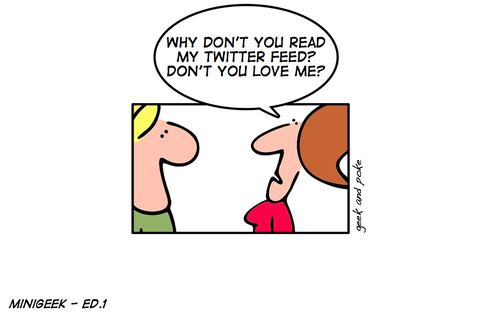 WHY DON'T YOU READ
MY TWITTER FEED?
DON'T YOU LOVE ME?
geek and poke
MINIGEEK - ED.1